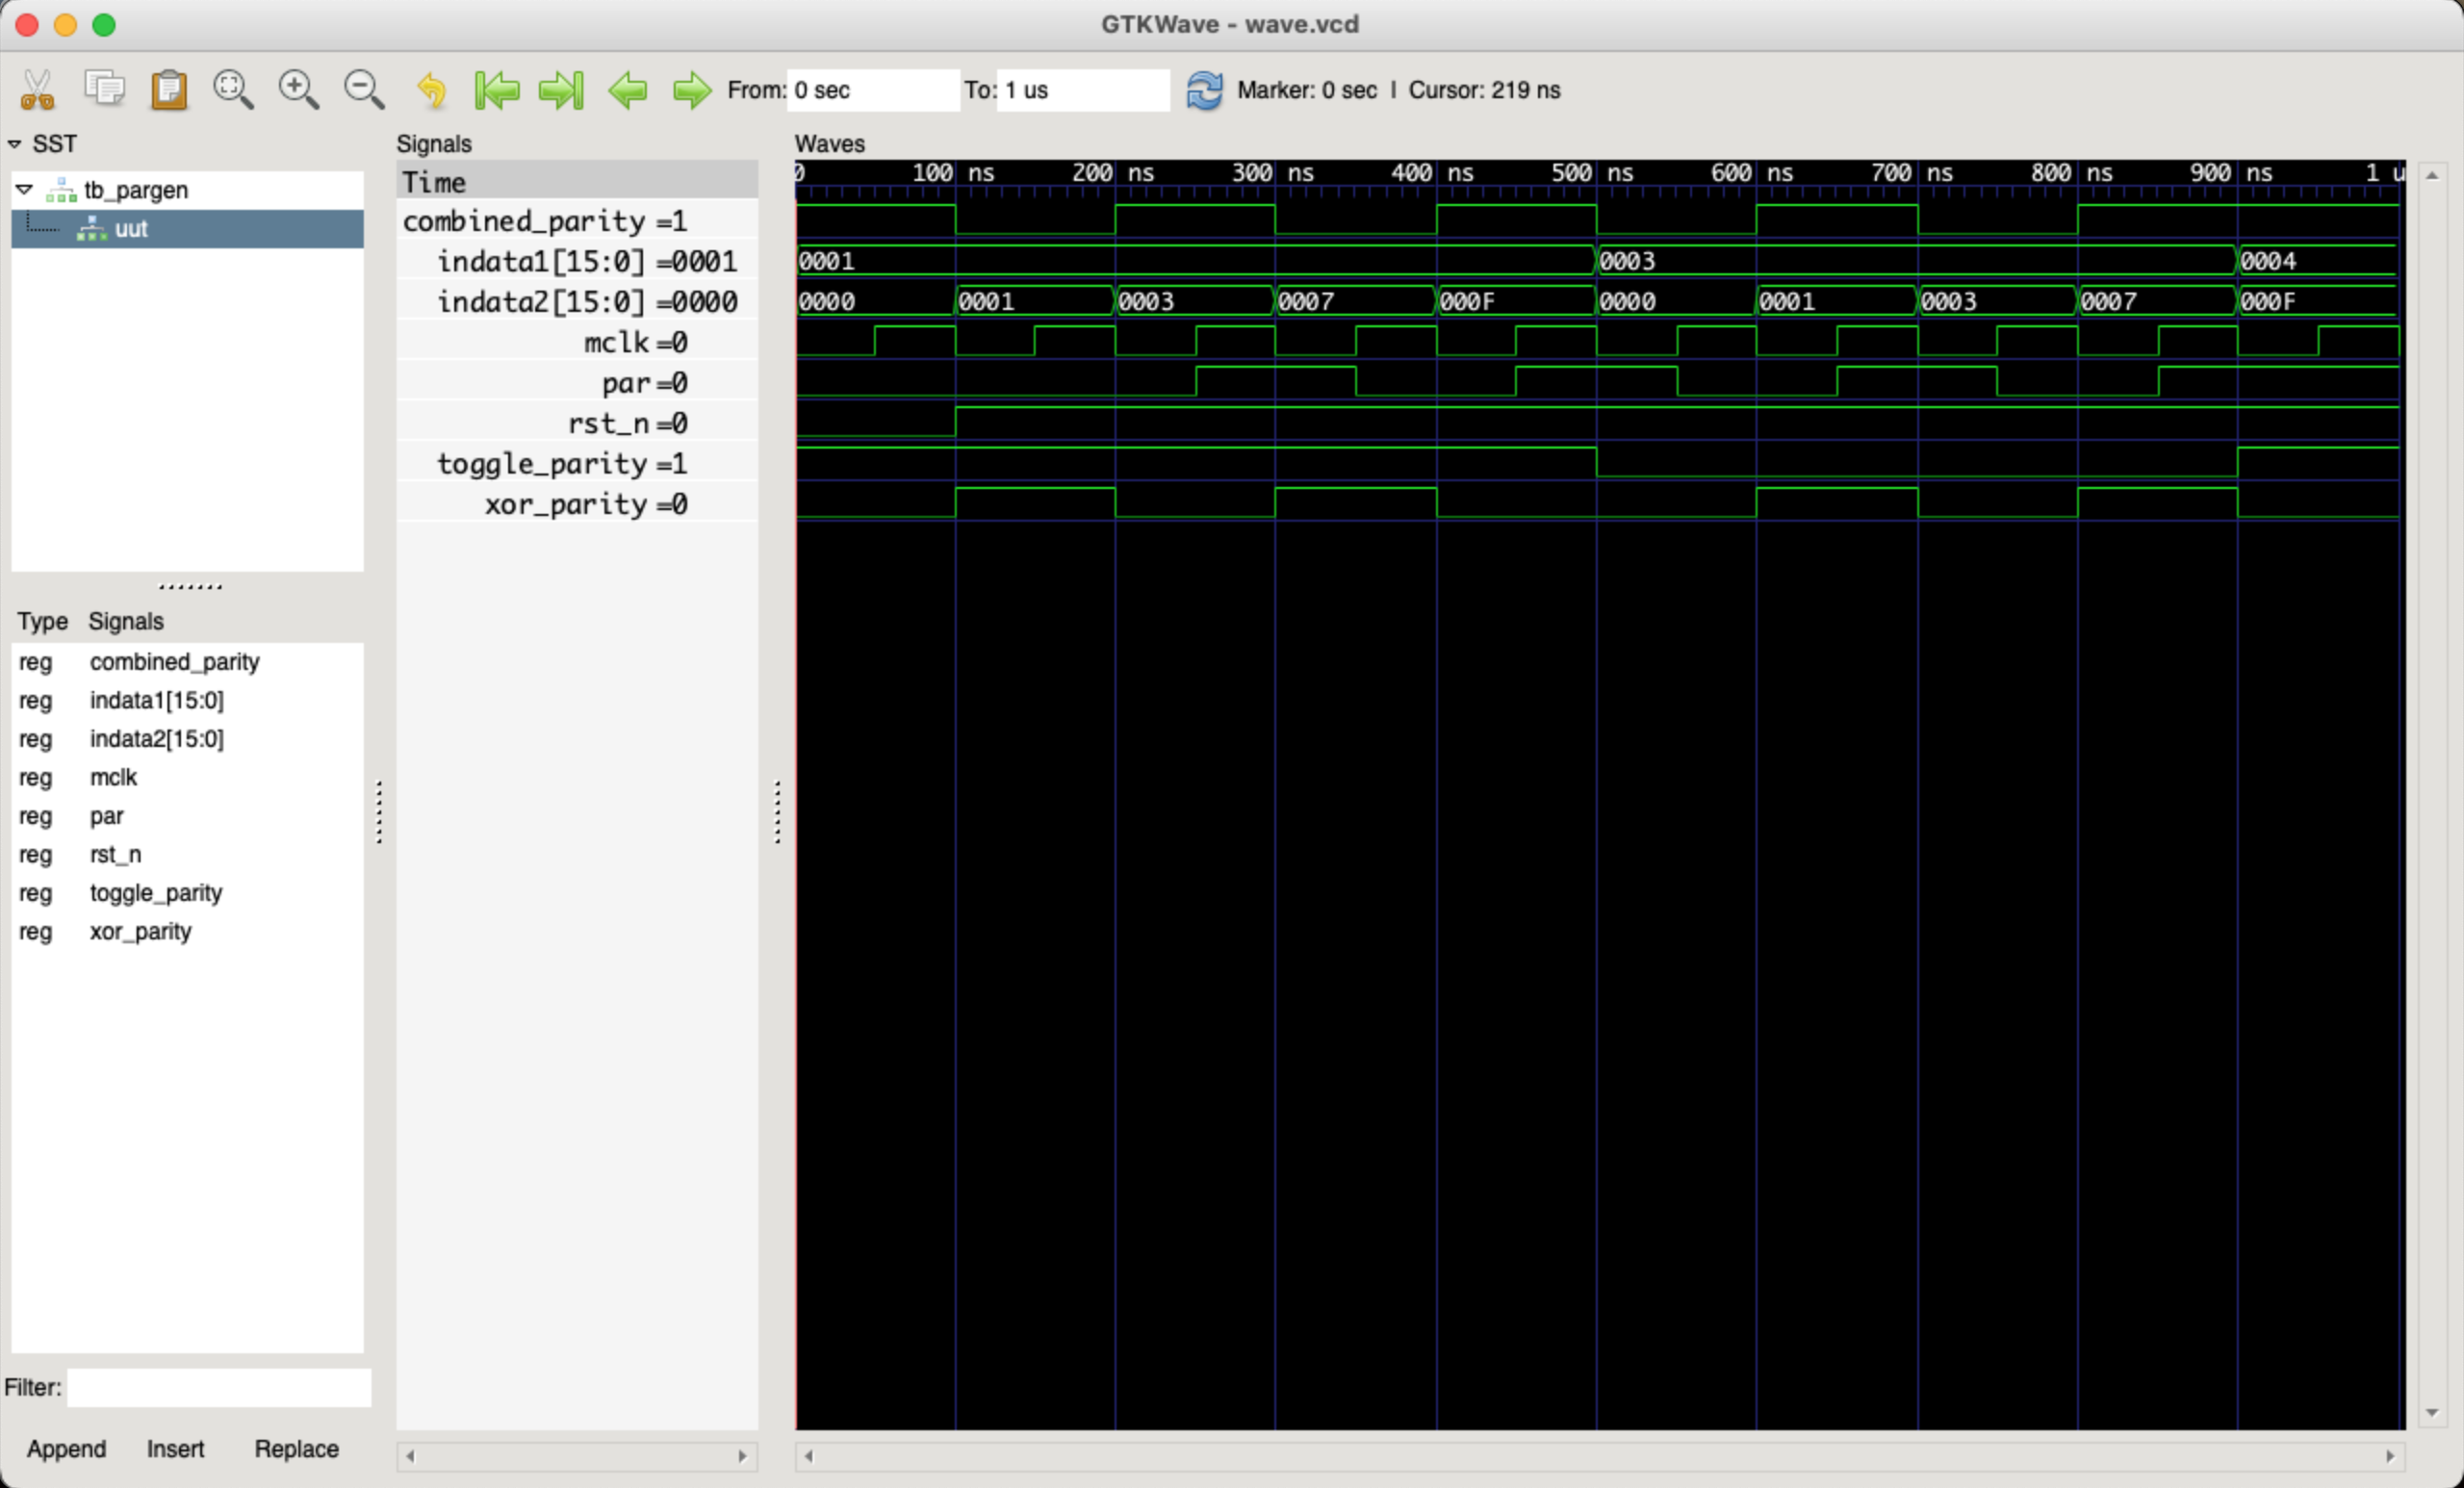 GTKWave - wave.vcd
From: 0 sec To: 1 us Marker: 0 sec | Cursor: 219 ns
SST
tb_pargen
uut
Type Signals
reg combined_parity
reg indata1[15:0]
reg indata2[15:0]
reg mclk
reg par
reg rst_n
reg toggle_parity
reg xor_parity
Filter:
Append Insert Replace
Signals
Time
combined_parity =1
indata1[15:0] =0001
indata2[15:0] =0000
mclk =0
par =0
rst_n =0
toggle_parity =1
xor_parity =0
Waves
0 100 ns 200 ns 300 ns 400 ns 500 ns 600 ns 700 ns 800 ns 900 ns 1 u
0001 0003 0004
0000 0001 0003 0007 000F 0000 0001 0003 0007 000F